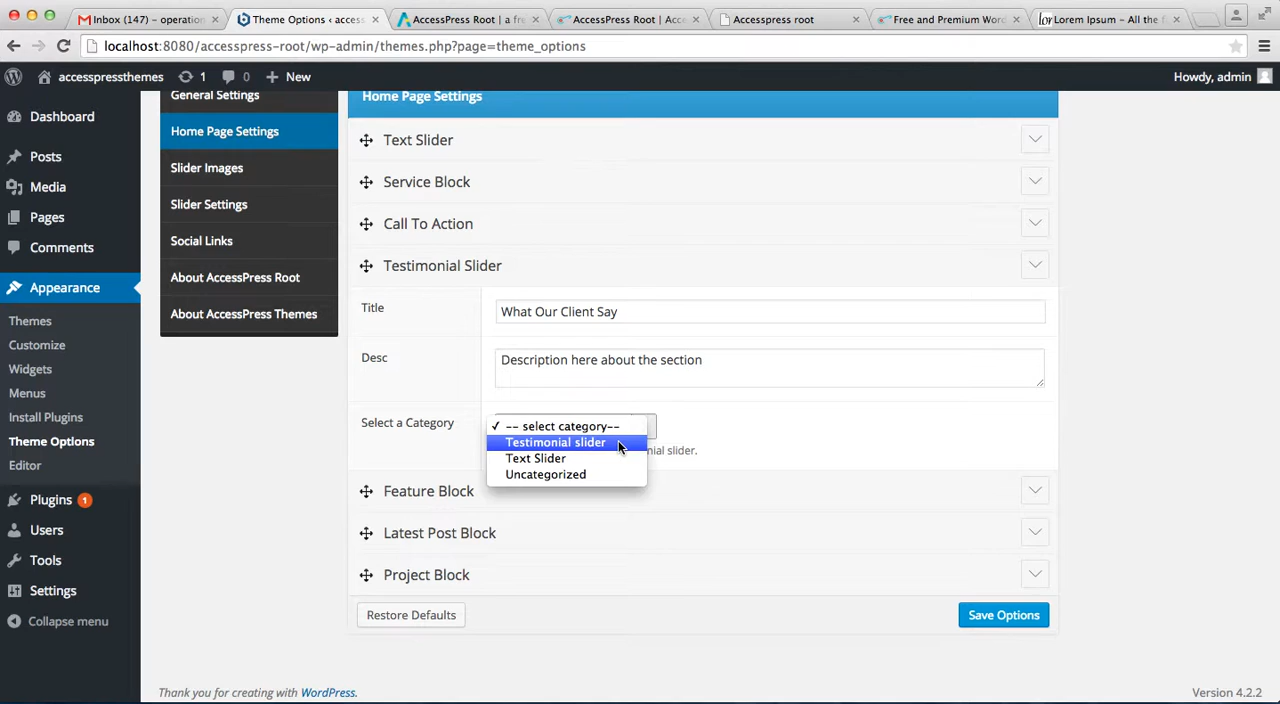 Inbox (147) – operation
Theme Options ‹ access
AccessPress Root | a fre
AccessPress Root | Acces
Accesspress root
Free and Premium Word
Lorem Ipsum – All the f
localhost:8080/accesspress-root/wp-admin/themes.php?page=theme_options
accesspressthemes
1
0
New
Howdy, admin
Dashboard
Posts
Media
Pages
Comments
Appearance
Themes
Customize
Widgets
Menus
Install Plugins
Theme Options
Editor
Plugins 1
Users
Tools
Settings
Collapse menu
General Settings
Home Page Settings
Slider Images
Slider Settings
Social Links
About AccessPress Root
About AccessPress Themes
Home Page Settings
Text Slider
Service Block
Call To Action
Testimonial Slider
Title
What Our Client Say
Desc
Description here about the section
Select a Category
✓ -- select category--
Testimonial slider
Text Slider
Uncategorized
nial slider.
Feature Block
Latest Post Block
Project Block
Restore Defaults
Save Options
Thank you for creating with WordPress.
Version 4.2.2